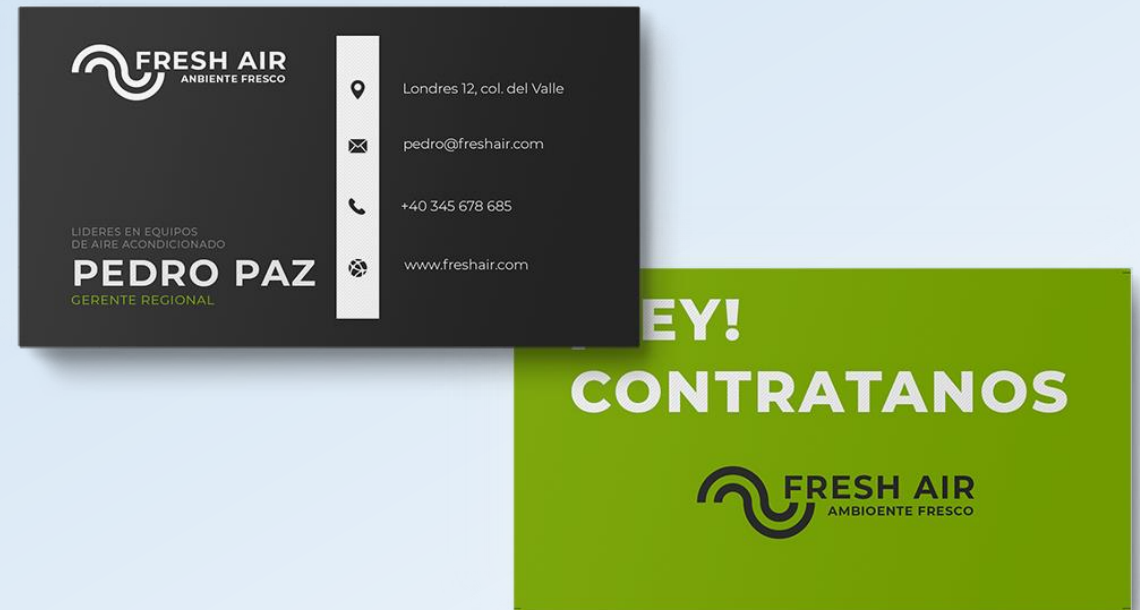 FRESH AIR
ANBIENTE FRESCO
LIDERES EN EQUIPOS
DE AIRE ACONDICIONADO
PEDRO PAZ
GERENTE REGIONAL
Londres 12, col. del Valle
pedro@freshair.com
+40 345 678 685
www.freshair.com
EY!
CONTRATANOS
FRESH AIR
AMBIOENTE FRESCO